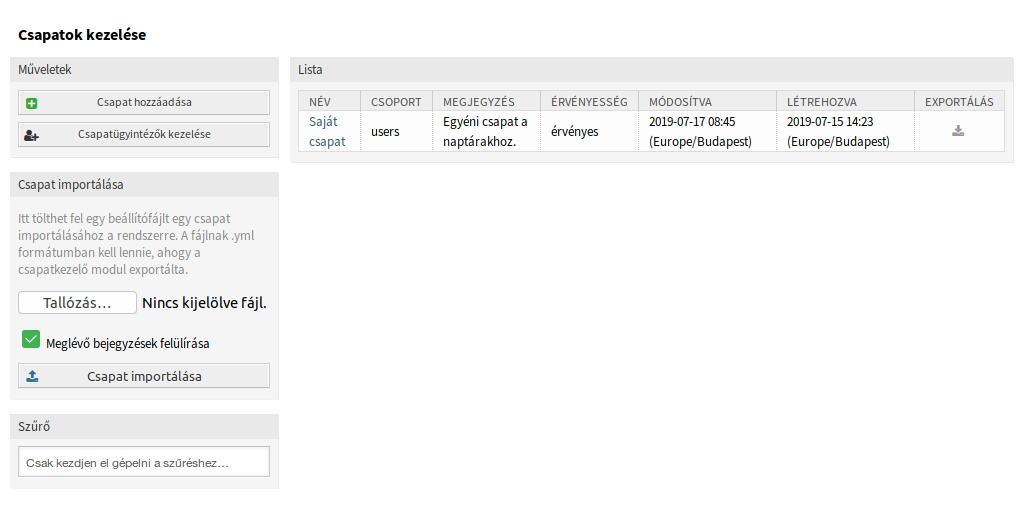 Csapatok kezelése
Műveletek
Csapat hozzáadása
Csapatügyintézők kezelése
Csapat importálása
Itt tölthet fel egy beállítófájlt egy csapat
importálásához a rendszerre. A fájlnak .yml
formátumban kell lennie, ahogy a
csapatkezelő modul exportálta.
Tallózás... Nincs kijelölve fájl.
Meglévő bejegyzések felülírása
Csapat importálása
Szűrő
Csak kezdjen el gépelni a szűréshez...
Lista
NÉV CSOPORT MEGJEGYZÉS ÉRVÉNYESSÉG MÓDOSÍTVA LÉTREHOZVA EXPORTÁLÁS
Saját csapat users Egyéni csapat a naptárakhoz. érvényes 2019-07-17 08:45 (Europe/Budapest) 2019-07-15 14:23 (Europe/Budapest)